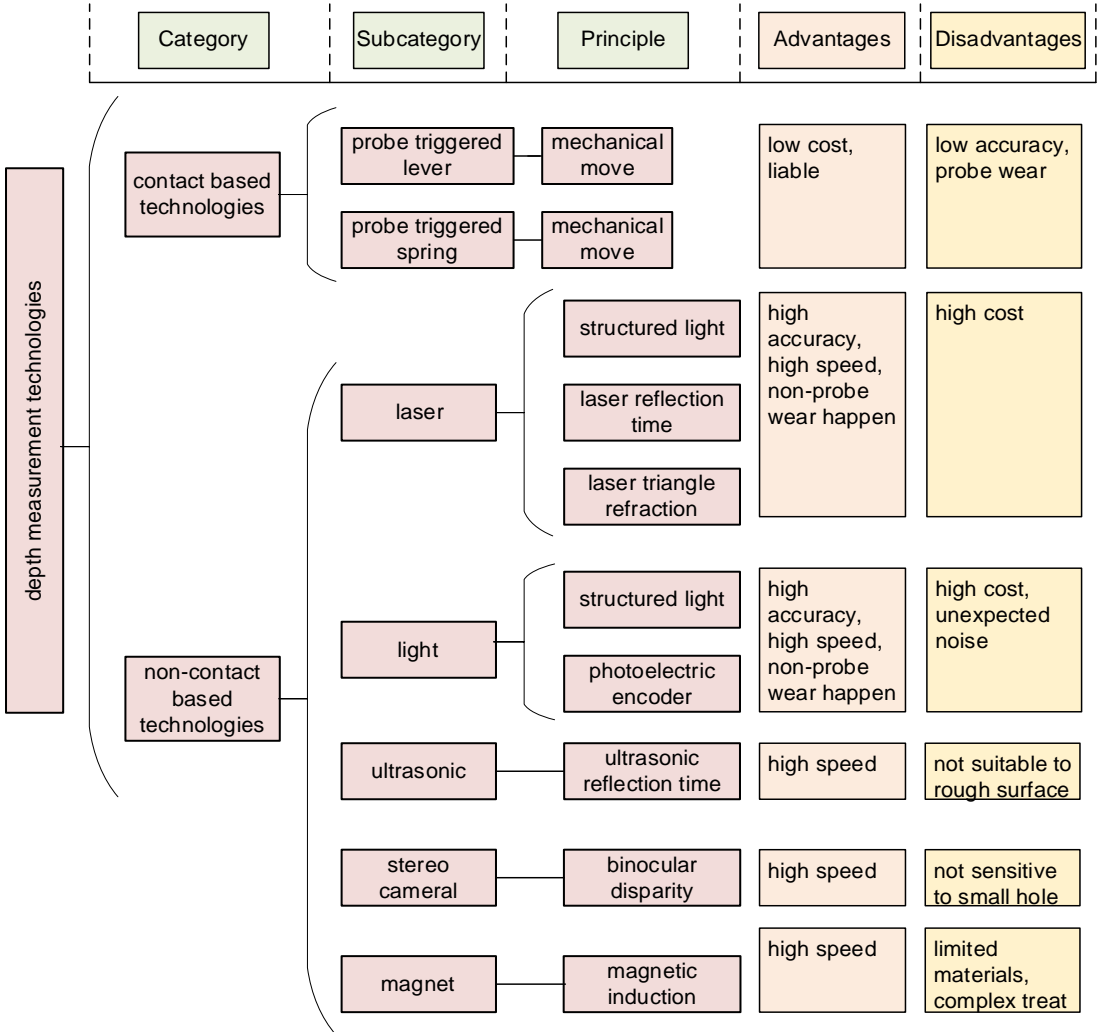 Category
Subcategory
Principle
Advantages
Disadvantages
depth measurement technologies
contact based
technologies
probe triggered
lever
mechanical
move
probe triggered
spring
mechanical
move
low cost,
liable
low accuracy,
probe wear
non-contact
based
technologies
laser
structured light
laser reflection
time
laser triangle
refraction
high
accuracy,
high speed,
non-probe
wear happen
high cost
light
structured light
photoelectric
encoder
high
accuracy,
high speed,
non-probe
wear happen
high cost,
unexpected
noise
ultrasonic
ultrasonic
reflection time
high speed
not suitable to
rough surface
stereo
cameral
binocular
disparity
high speed
not sensitive
to small hole
magnet
magnetic
induction
high speed
limited
materials,
complex treat